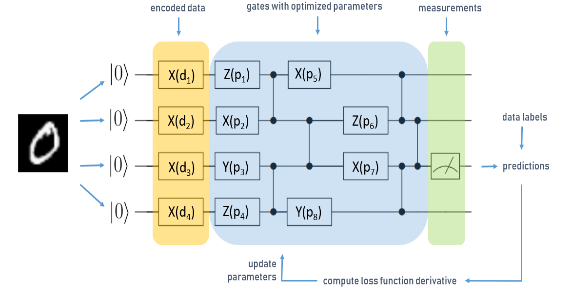 encoded data
gates with optimized parameters
measurements
|0⟩ X(d₁) Z(p₁) X(p₅)
|0⟩ X(d₂) X(p₂) Z(p₆)
|0⟩ X(d₃) Y(p₃) X(p₇)
|0⟩ X(d₄) Z(p₄) Y(p₈)
data labels
predictions
update
parameters
compute loss function derivative